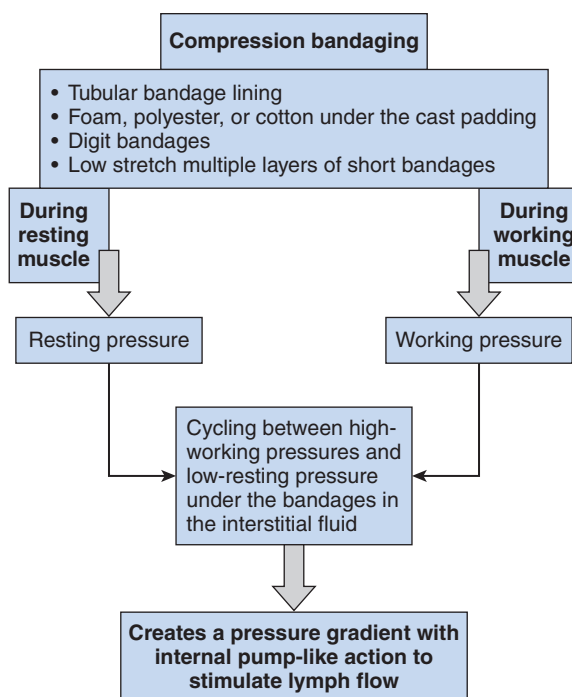 Compression bandaging
• Tubular bandage lining
• Foam, polyester, or cotton under the cast padding
• Digit bandages
• Low stretch multiple layers of short bandages
During
resting
muscle
During
working
muscle
Resting pressure
Working pressure
Cycling between high-
working pressures and
low-resting pressure
under the bandages in
the interstitial fluid
Creates a pressure gradient with
internal pump-like action to
stimulate lymph flow